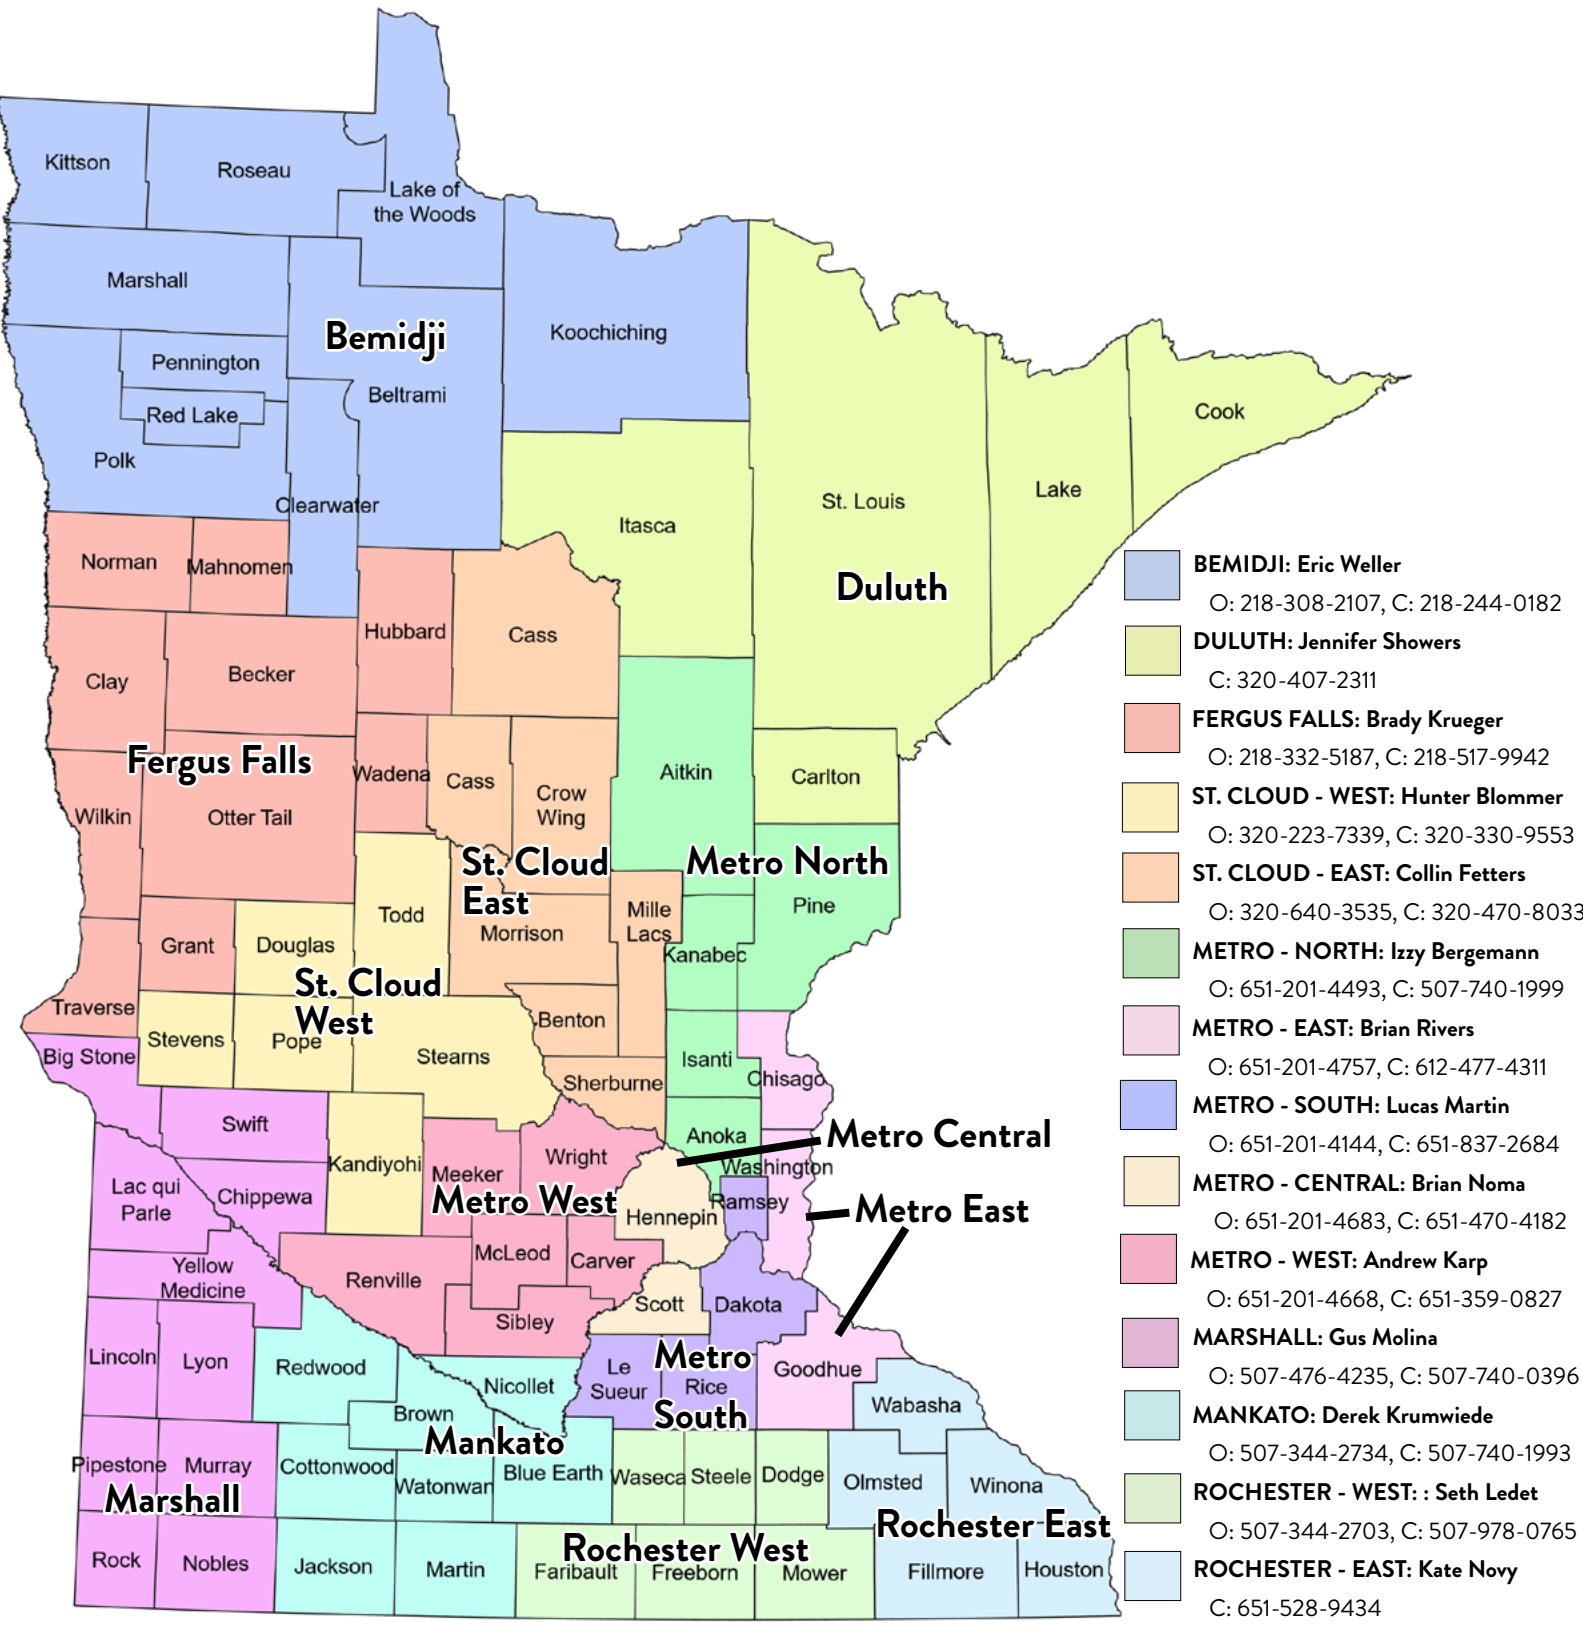 Kittson
Roseau
Lake of
the Woods
Marshall
Koochiching
Bemidji
Pennington
Beltrami
Red Lake
Polk
Clearwater
Cook
Lake
St. Louis
Itasca
Duluth
Norman
Mahnomen
Hubbard
Cass
Clay
Becker
Fergus Falls
Wadena
Cass
Crow
Wing
Aitkin
Carlton
Wilkin
Otter Tail
St. Cloud
East
Metro North
Todd
Morrison
Mille
Lacs
Pine
Kanabec
Grant
Douglas
St. Cloud
West
Traverse
Stevens
Pope
Stearns
Benton
Isanti
Chisago
Big Stone
Sherburne
Swift
Kandiyohi
Meeker
Wright
Anoka
Metro Central
Washington
Lac qui
Parle
Chippewa
Metro West
Hennepin
Ramsey
Metro East
Yellow
Medicine
Renville
McLeod
Carver
Scott
Dakota
Sibley
Lincoln
Lyon
Redwood
Nicollet
Le
Sueur
Metro
South
Rice
Goodhue
Wabasha
Brown
Mankato
Pipestone
Murray
Marshall
Cottonwood
Watonwan
Blue Earth
Waseca
Steele
Dodge
Olmsted
Winona
Rochester East
Rochester West
Rock
Nobles
Jackson
Martin
Faribault
Freeborn
Mower
Fillmore
Houston
BEMIDJI: Eric Weller
O: 218-308-2107, C: 218-244-0182
DULUTH: Jennifer Showers
C: 320-407-2311
FERGUS FALLS: Brady Krueger
O: 218-332-5187, C: 218-517-9942
ST. CLOUD - WEST: Hunter Blommer
O: 320-223-7339, C: 320-330-9553
ST. CLOUD - EAST: Collin Fetters
O: 320-640-3535, C: 320-470-8033
METRO - NORTH: Izzy Bergemann
O: 651-201-4493, C: 507-740-1999
METRO - EAST: Brian Rivers
O: 651-201-4757, C: 612-477-4311
METRO - SOUTH: Lucas Martin
O: 651-201-4144, C: 651-837-2684
METRO - CENTRAL: Brian Noma
O: 651-201-4683, C: 651-470-4182
METRO - WEST: Andrew Karp
O: 651-201-4668, C: 651-359-0827
MARSHALL: Gus Molina
O: 507-476-4235, C: 507-740-0396
MANKATO: Derek Krumwiede
O: 507-344-2734, C: 507-740-1993
ROCHESTER - WEST: : Seth Ledet
O: 507-344-2703, C: 507-978-0765
ROCHESTER - EAST: Kate Novy
C: 651-528-9434